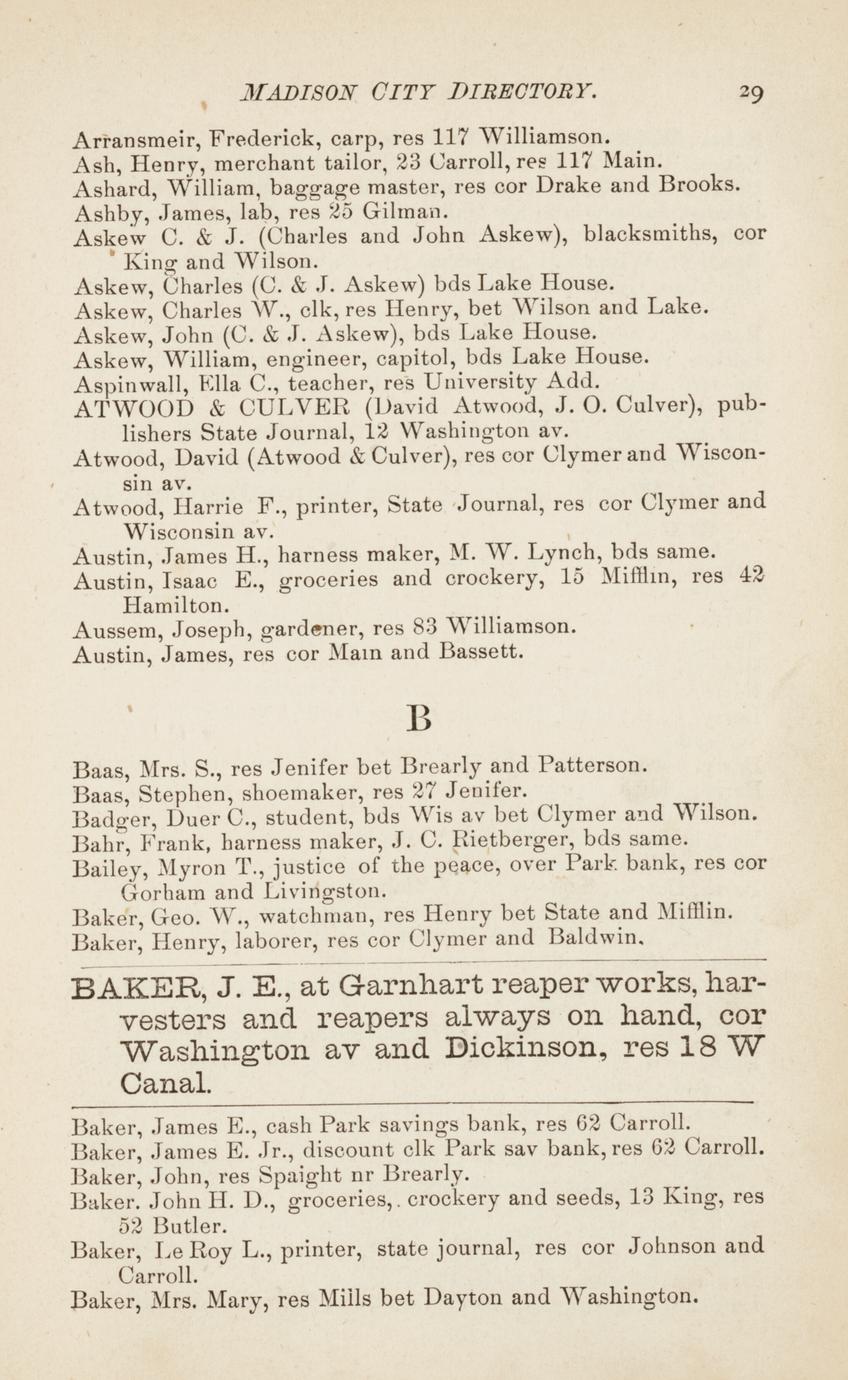 MADISON CITY DIRECTORY. 29
Arransmeir, Frederick, carp, res 117 Williamson.
Ash, Henry, merchant tailor, 23 Carroll, res 117 Main.
Ashard, William, baggage master, res cor Drake and Brooks.
Ashby, James, lab, res 25 Gilman.
Askew C. & J. (Charles and John Askew), blacksmiths, cor
King and Wilson.
Askew, Charles (C. & J. Askew) bds Lake House.
Askew, Charles W., clk, res Henry, bet Wilson and Lake.
Askew, John (C. & J. Askew), bds Lake House.
Askew, William, engineer, capitol, bds Lake House.
Aspinwall, Ella C., teacher, res University Add.
ATWOOD & CULVER (David Atwood, J. O. Culver), pub-
lishers State Journal, 12 Washington av.
Atwood, David (Atwood & Culver), res cor Clymer and Wiscon-
sin av.
Atwood, Harrie F., printer, State Journal, res cor Clymer and
Wisconsin av.
Austin, James H., harness maker, M. W. Lynch, bds same.
Austin, Isaac E., groceries and crockery, 15 Mifflin, res 42
Hamilton.
Aussem, Joseph, gardener, res 83 Williamson.
Austin, James, res cor Main and Bassett.
B
Baas, Mrs. S., res Jenifer bet Brearly and Patterson.
Baas, Stephen, shoemaker, res 27 Jenifer.
Badger, Duer C., student, bds Wis av bet Clymer and Wilson.
Bahr, Frank, harness maker, J. C. Rietberger, bds same.
Bailey, Myron T., justice of the peace, over Park bank, res cor
Gorham and Livingston.
Baker, Geo. W., watchman, res Henry bet State and Mifflin.
Baker, Henry, laborer, res cor Clymer and Baldwin.
BAKER, J. E., at Garnhart reaper works, har-
vesters and reapers always on hand, cor
Washington av and Dickinson, res 18 W
Canal.
Baker, James E., cash Park savings bank, res 62 Carroll.
Baker, James E. Jr., discount clk Park sav bank, res 62 Carroll.
Baker, John, res Spaight nr Brearly.
Baker. John H. D., groceries, crockery and seeds, 13 King, res
52 Butler.
Baker, Le Roy L., printer, state journal, res cor Johnson and
Carroll.
Baker, Mrs. Mary, res Mills bet Dayton and Washington.